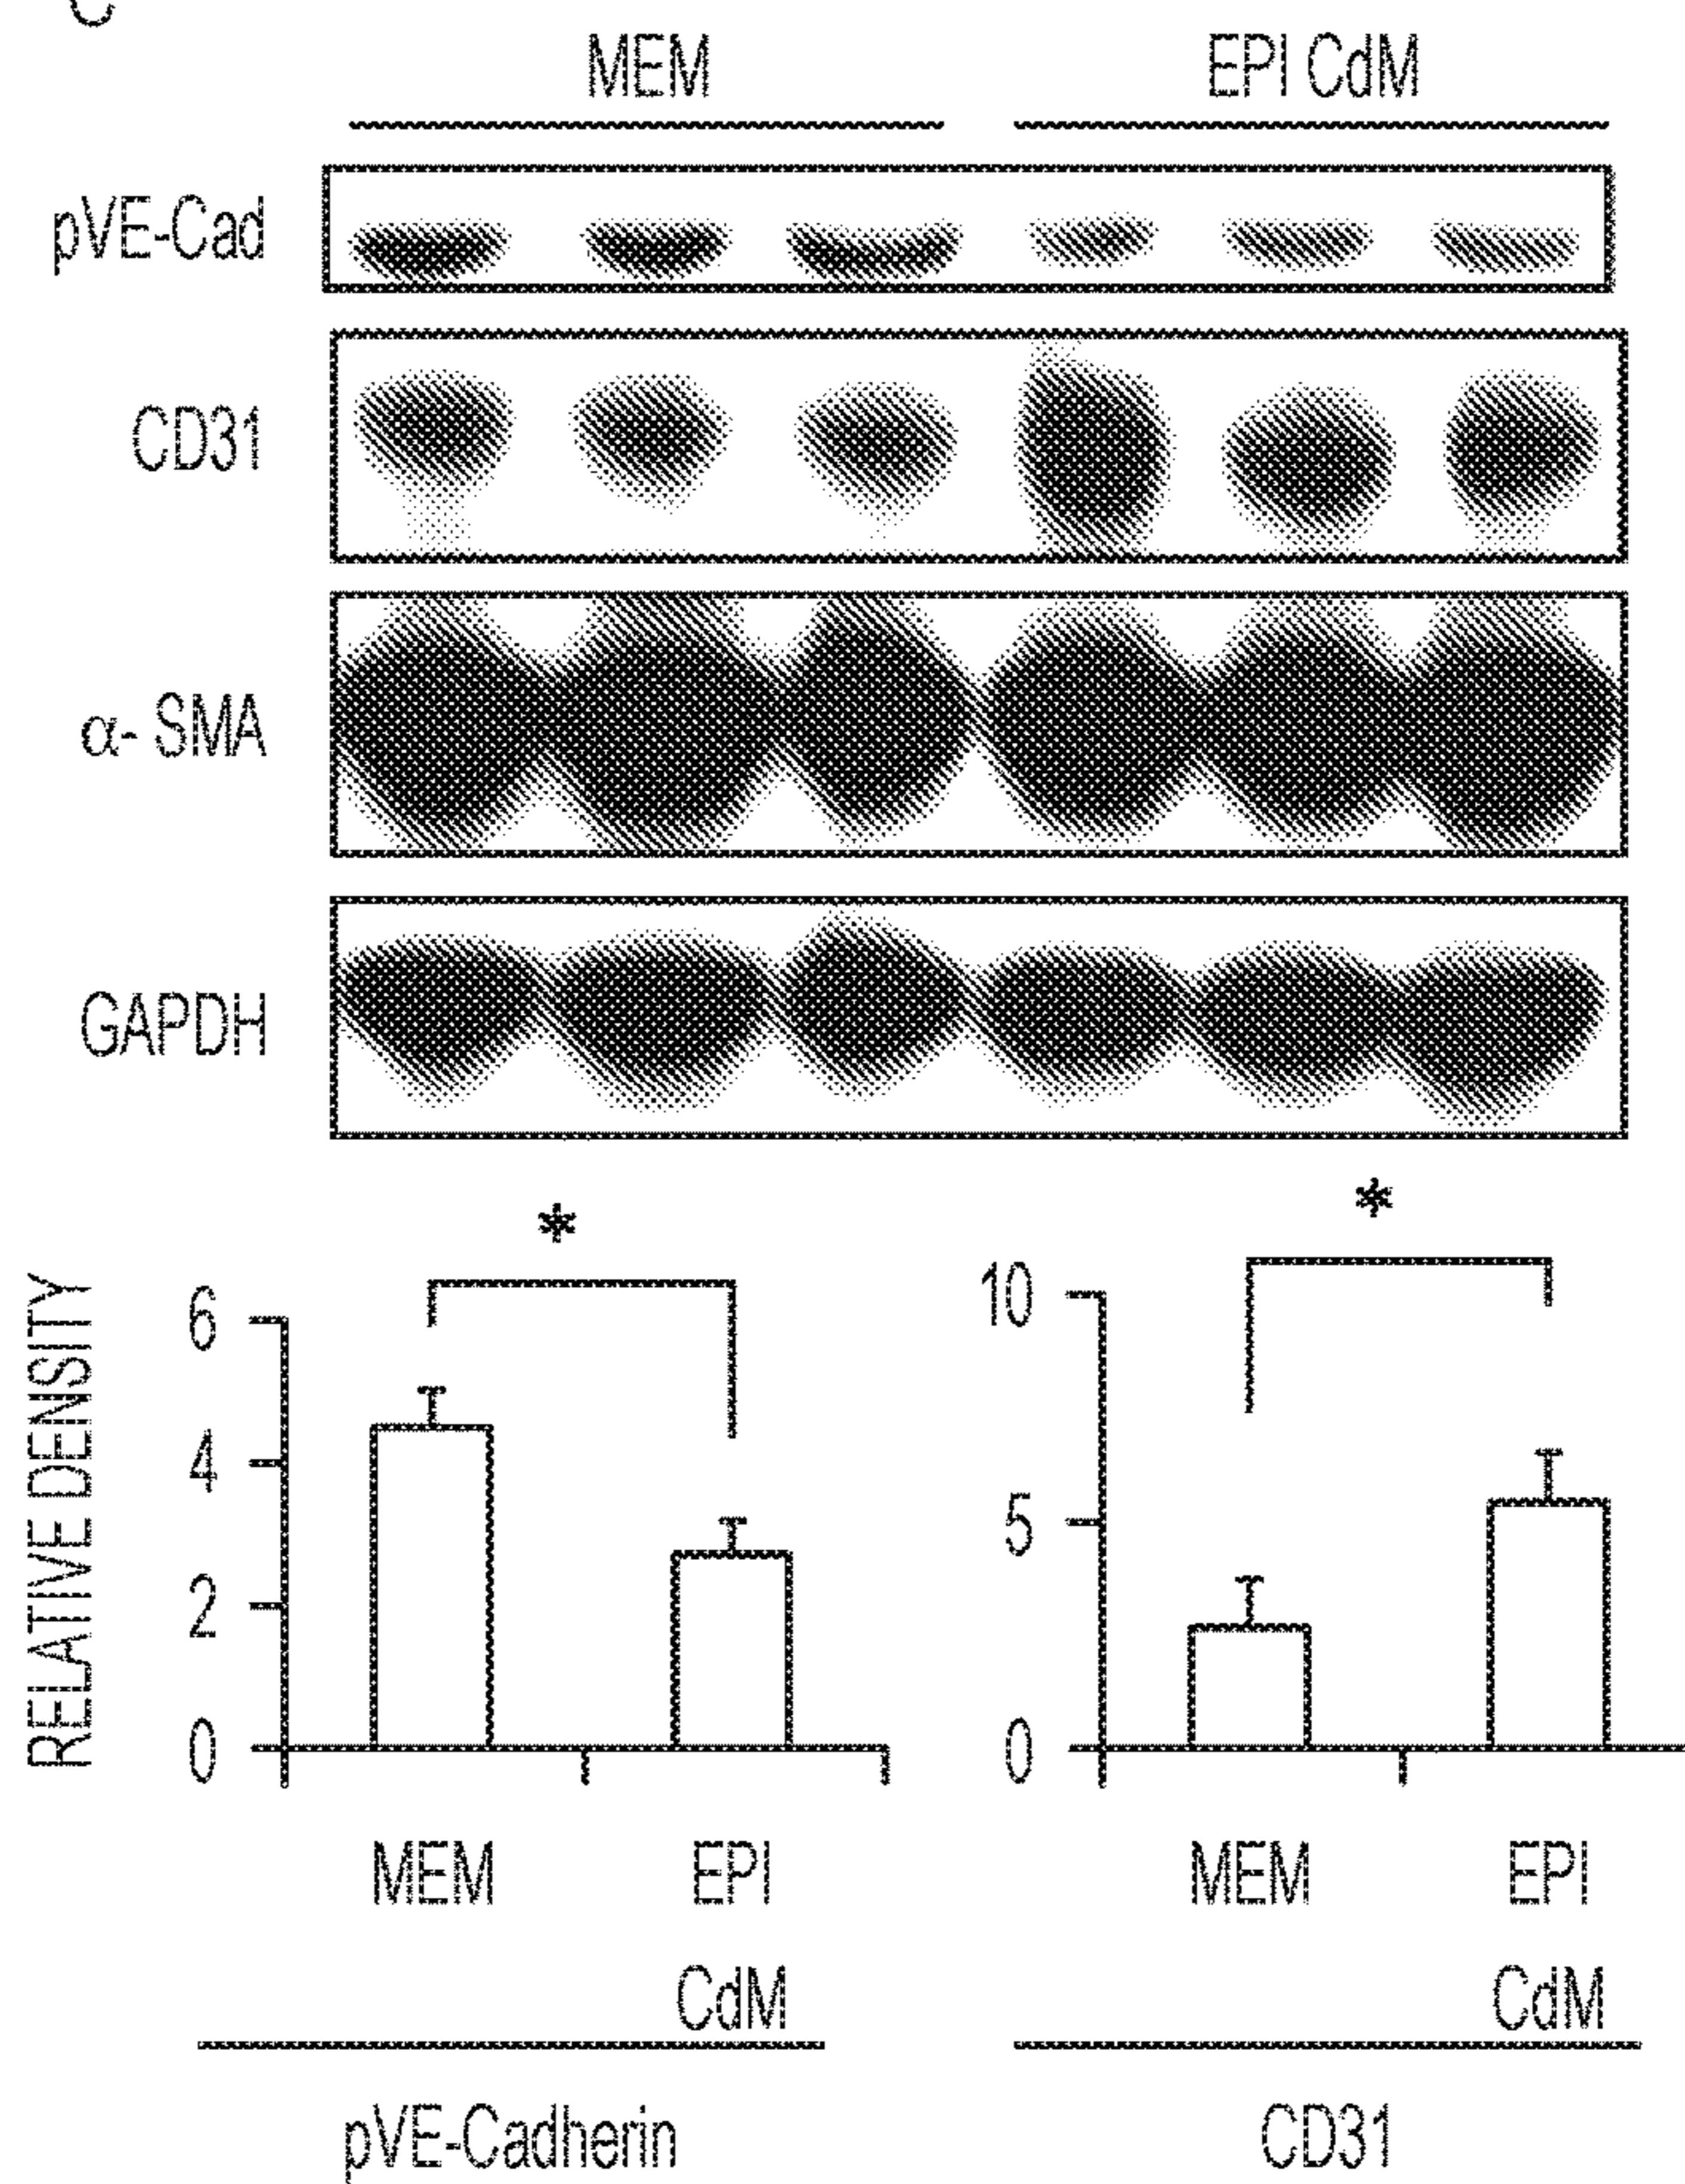 C
MEM EPI CdM
pVE-Cad
CD31
α- SMA
GAPDH
* *
RELATIVE DENSITY
6 10
4 5
2
0 0
MEM EPI MEM EPI
CdM CdM
pVE-Cadherin CD31